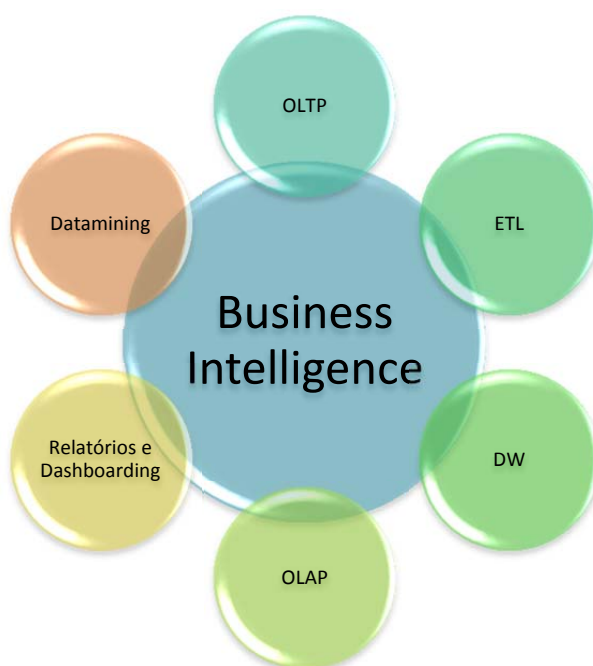 OLTP
Datamining
ETL
Business
Intelligence
Relatórios e
Dashboarding
DW
OLAP